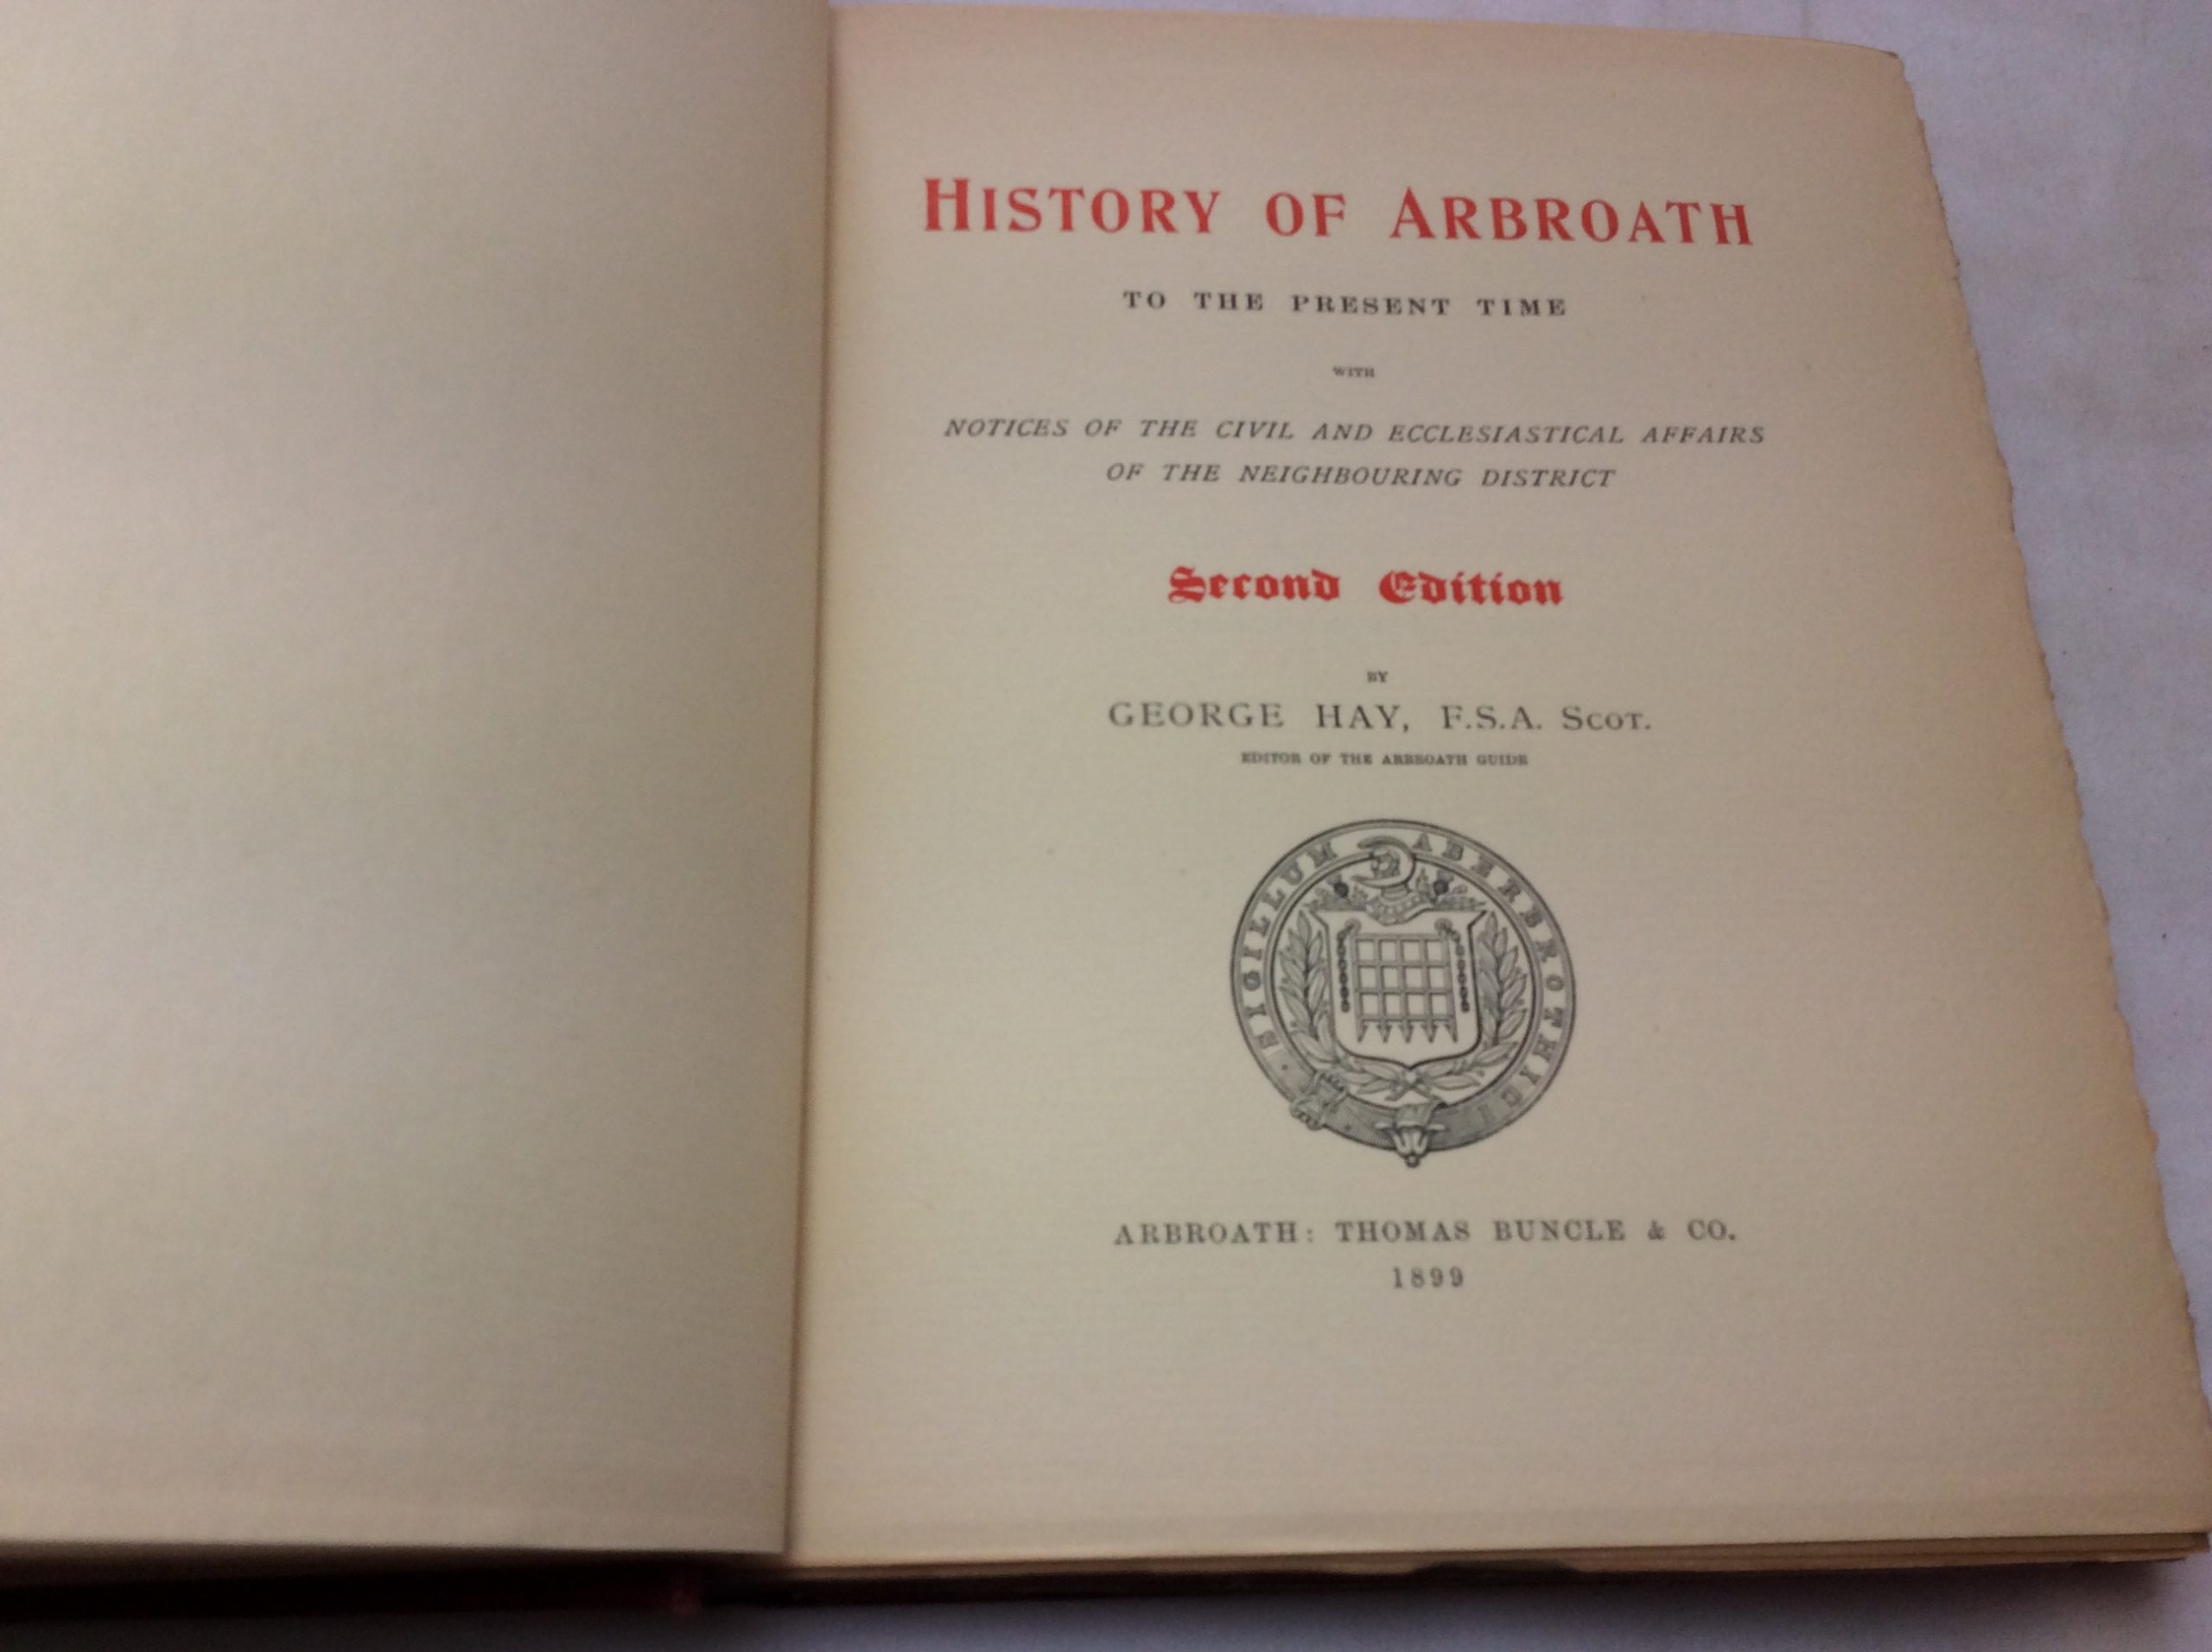 HISTORY OF ARBROATH
TO THE PRESENT TIME
WITH
NOTICES OF THE CIVIL AND ECCLESIASTICAL AFFAIRS
OF THE NEIGHBOURING DISTRICT
Second Edition
BY
GEORGE HAY, F.S.A. SCOT.
EDITOR OF THE ARBROATH GUIDE
SIGILLUM ABERBROTHICI
ARBROATH: THOMAS BUNCLE & CO.
1899